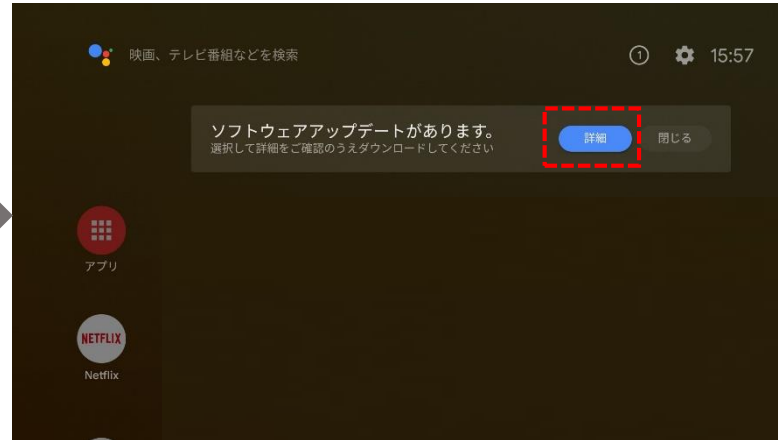 映画、テレビ番組などを検索
1
15:57
ソフトウェアアップデートがあります。
選択して詳細をご確認のうえダウンロードしてください
詳細
閉じる
アプリ
NETFLIX
Netflix